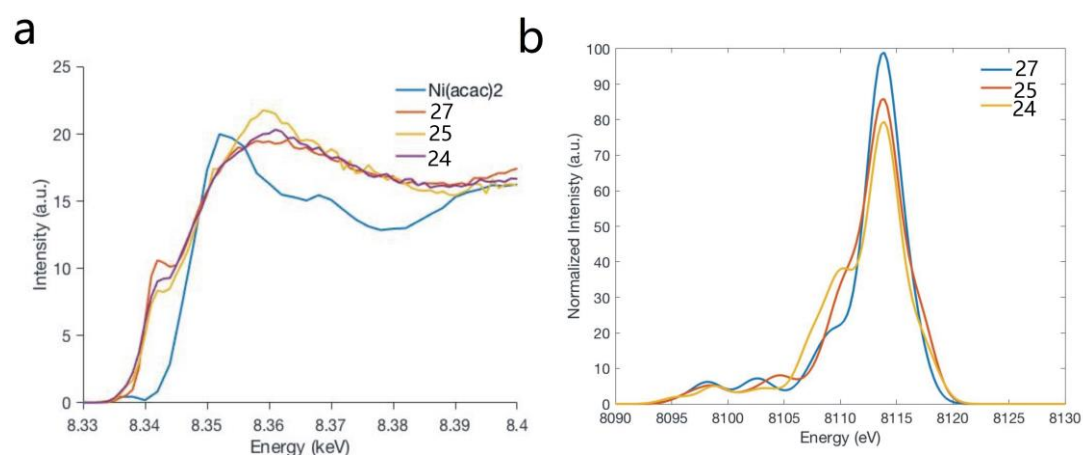 a
25
20
15
10
5
0
Intensity (a.u.)
8.33 8.34 8.35 8.36 8.37 8.38 8.39 8.4
Energy (keV)
Ni(acac)2
27
25
24
b
100
90
80
70
60
50
40
30
20
10
0
Normalized Intenisty (a.u.)
8090 8095 8100 8105 8110 8115 8120 8125 8130
Energy (eV)
27
25
24